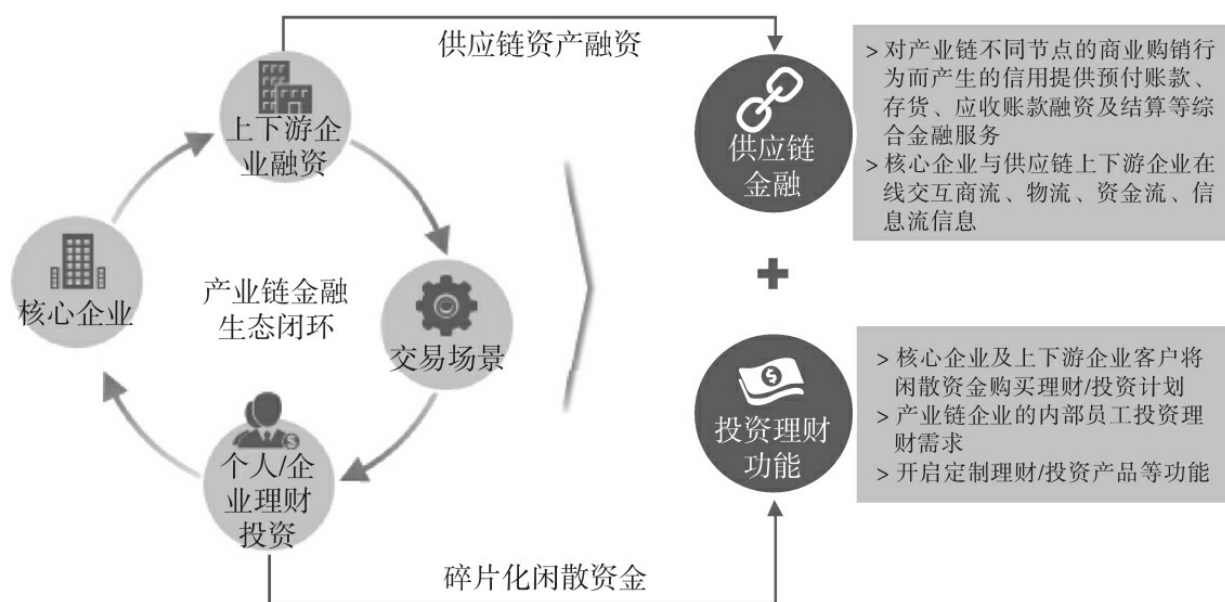 供应链资产融资
上下游企
业融资
核心企业
产业链金融
生态闭环
交易场景
个人/企
业理财
投资
碎片化闲散资金
供应链
金融
> 对产业链不同节点的商业购销行
为而产生的信用提供预付账款、
存货、应收账款融资及结算等综
合金融服务
> 核心企业与供应链上下游企业在
线交互商流、物流、资金流、信
息流信息
+
投资理财
功能
> 核心企业及上下游企业客户将
闲散资金购买理财/投资计划
> 产业链企业的内部员工投资理
财需求
> 开启定制理财/投资产品等功能